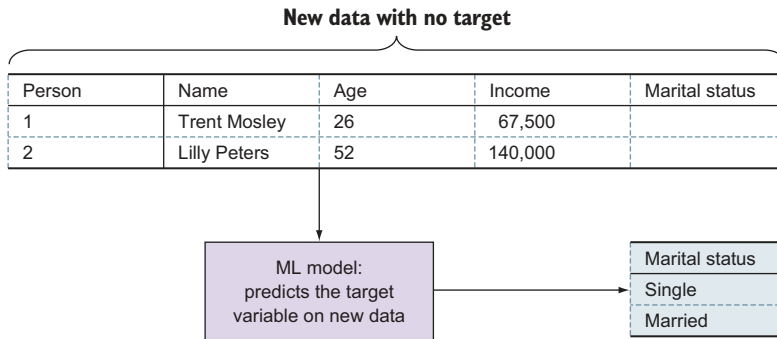 New data with no target
Person Name Age Income Marital status
1 Trent Mosley 26 67,500
2 Lilly Peters 52 140,000
ML model:
predicts the target
variable on new data
Marital status
Single
Married